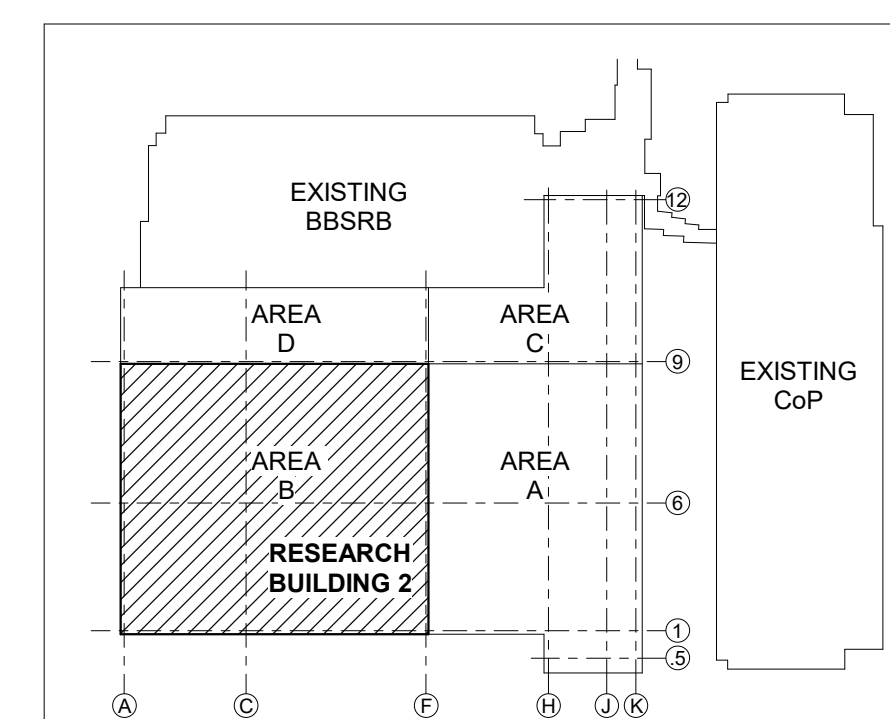 EXISTING
BBSRB
12
AREA
D
AREA
C
9
EXISTING
CoP
AREA
B
AREA
A
6
RESEARCH
BUILDING 2
1
.5
A
C
F
H
J
K